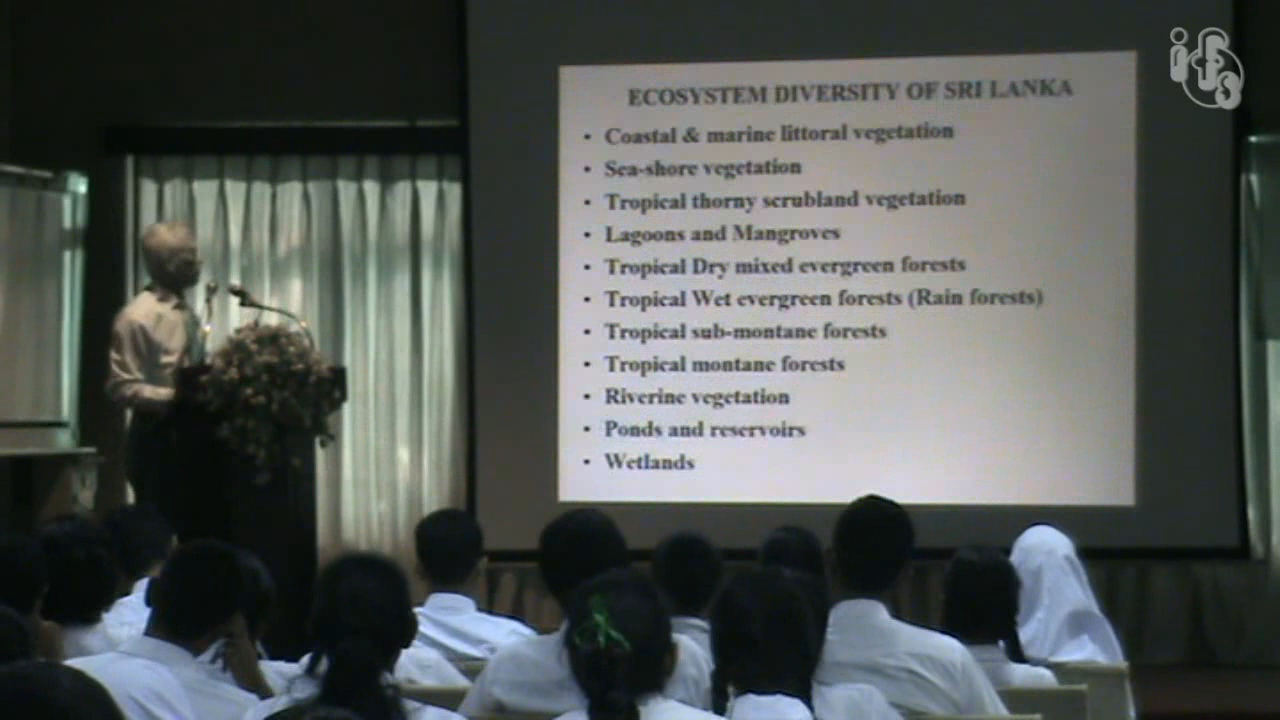 ECOSYSTEM DIVERSITY OF SRI LANKA
• Coastal & marine littoral vegetation
• Sea-shore vegetation
• Tropical thorny scrubland vegetation
• Lagoons and Mangroves
• Tropical Dry mixed evergreen forests
• Tropical Wet evergreen forests (Rain forests)
• Tropical sub-montane forests
• Tropical montane forests
• Riverine vegetation
• Ponds and reservoirs
• Wetlands